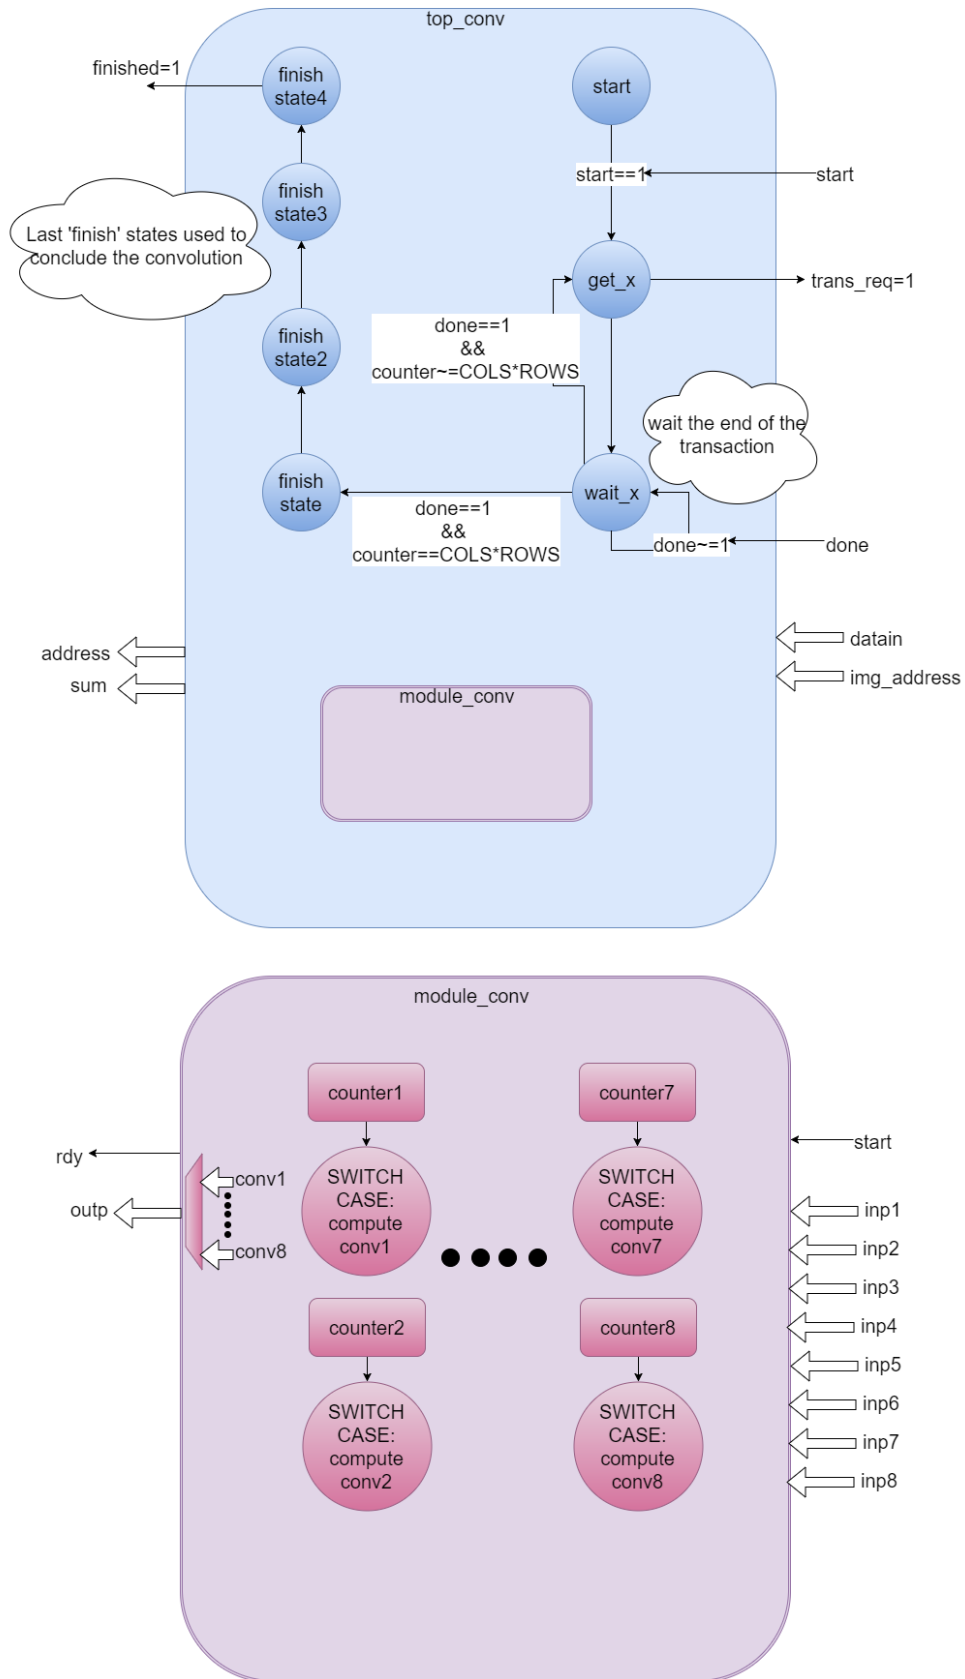 top_conv
finished=1
finish
state4
start
start==1
start
finish
state3
Last 'finish' states used to
conclude the convolution
get_x
trans_req=1
finish
state2
done==1
&&
counter~=COLS*ROWS
wait the end of the
transaction
finish
state
wait_x
done==1
&&
counter==COLS*ROWS
done~=1
done
address
sum
datain
img_address
module_conv
module_conv
counter1
counter7
start
rdy
outp
conv1
conv8
SWITCH
CASE:
compute
conv1
SWITCH
CASE:
compute
conv7
inp1
inp2
inp3
inp4
inp5
inp6
inp7
inp8
counter2
counter8
SWITCH
CASE:
compute
conv2
SWITCH
CASE:
compute
conv8